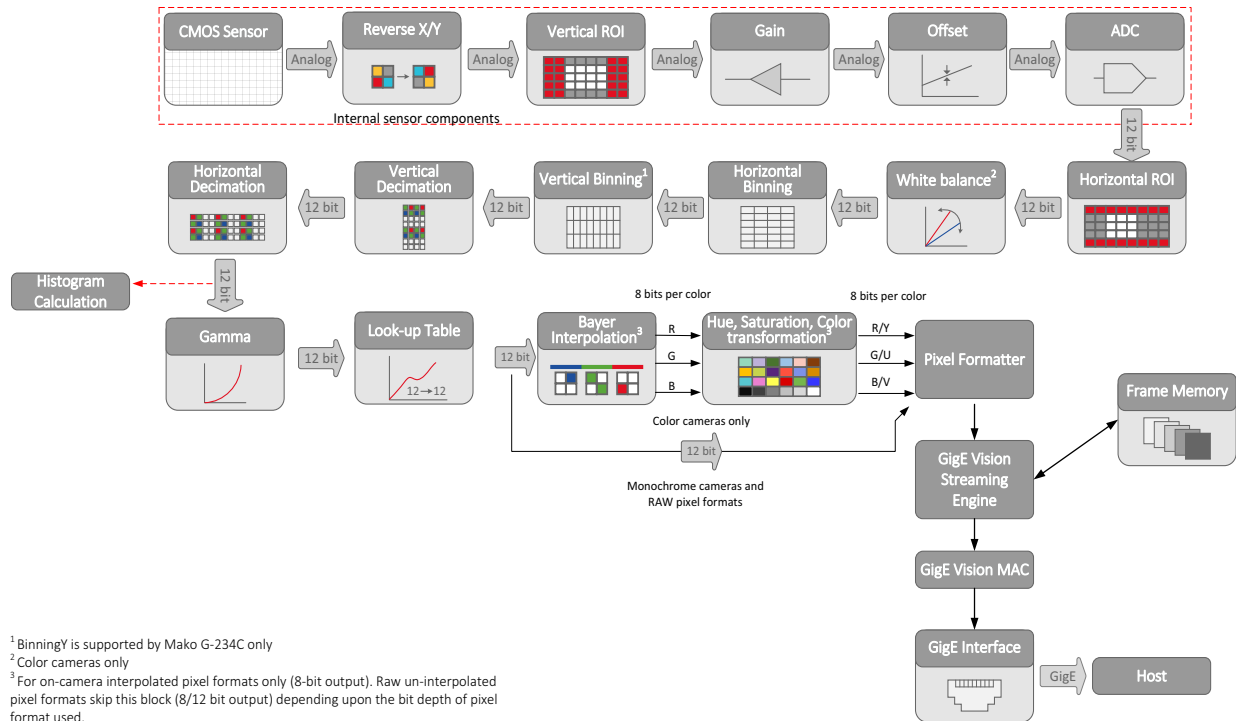 CMOS Sensor
Analog
Reverse X/Y
Analog
Vertical ROI
Analog
Gain
Analog
Offset
Analog
ADC
Internal sensor components
12 bit
Horizontal ROI
12 bit
White balance²
12 bit
Horizontal
Binning
12 bit
Vertical Binning¹
12 bit
Vertical
Decimation
12 bit
Horizontal
Decimation
12 bit
Histogram
Calculation
Gamma
12 bit
Look-up Table
12→12
12 bit
8 bits per color
Bayer
Interpolation³
R
G
B
8 bits per color
Hue, Saturation, Color
transformation³
R/Y
G/U
B/V
Pixel Formatter
Color cameras only
12 bit
Monochrome cameras and
RAW pixel formats
Frame Memory
GigE Vision
Streaming
Engine
GigE Vision MAC
GigE Interface
GigE
Host
¹ BinningY is supported by Mako G-234C only
² Color cameras only
³ For on-camera interpolated pixel formats only (8-bit output). Raw un-interpolated
pixel formats skip this block (8/12 bit output) depending upon the bit depth of pixel
format used.